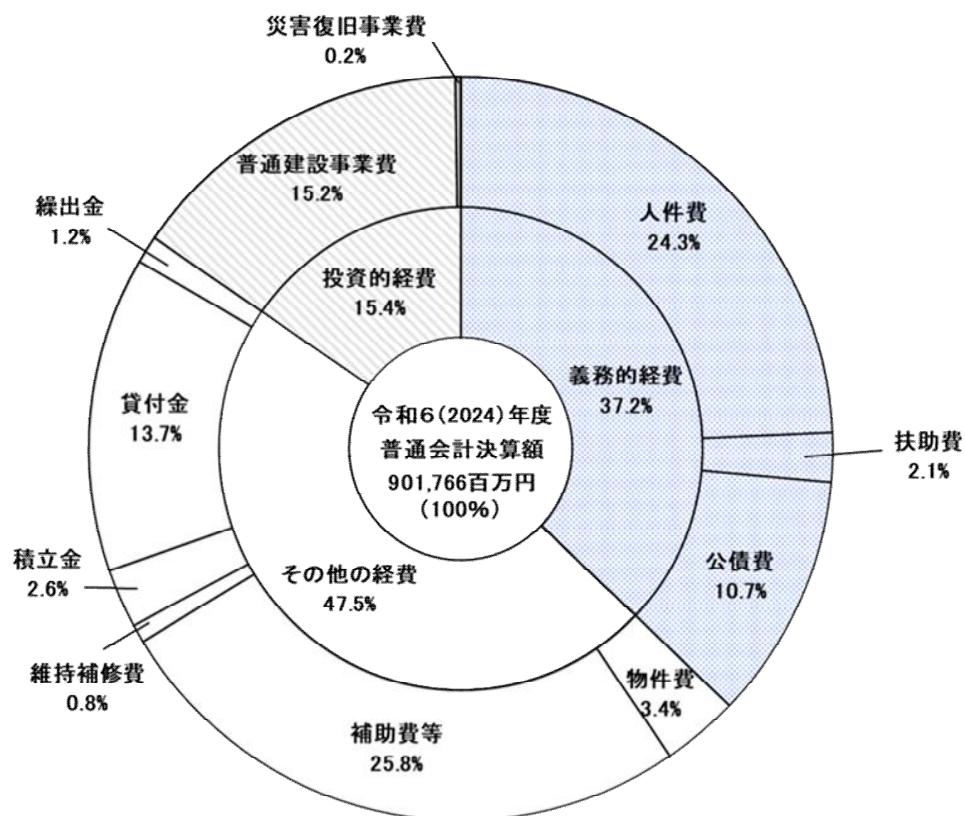 災害復旧事業費
0.2%
普通建設事業費
15.2%
繰出金
1.2%
人件費
24.3%
投資的経費
15.4%
義務的経費
37.2%
貸付金
13.7%
令和6(2024)年度
普通会計決算額
901,766百万円
(100%)
扶助費
2.1%
積立金
2.6%
その他の経費
47.5%
公債費
10.7%
維持補修費
0.8%
物件費
3.4%
補助費等
25.8%